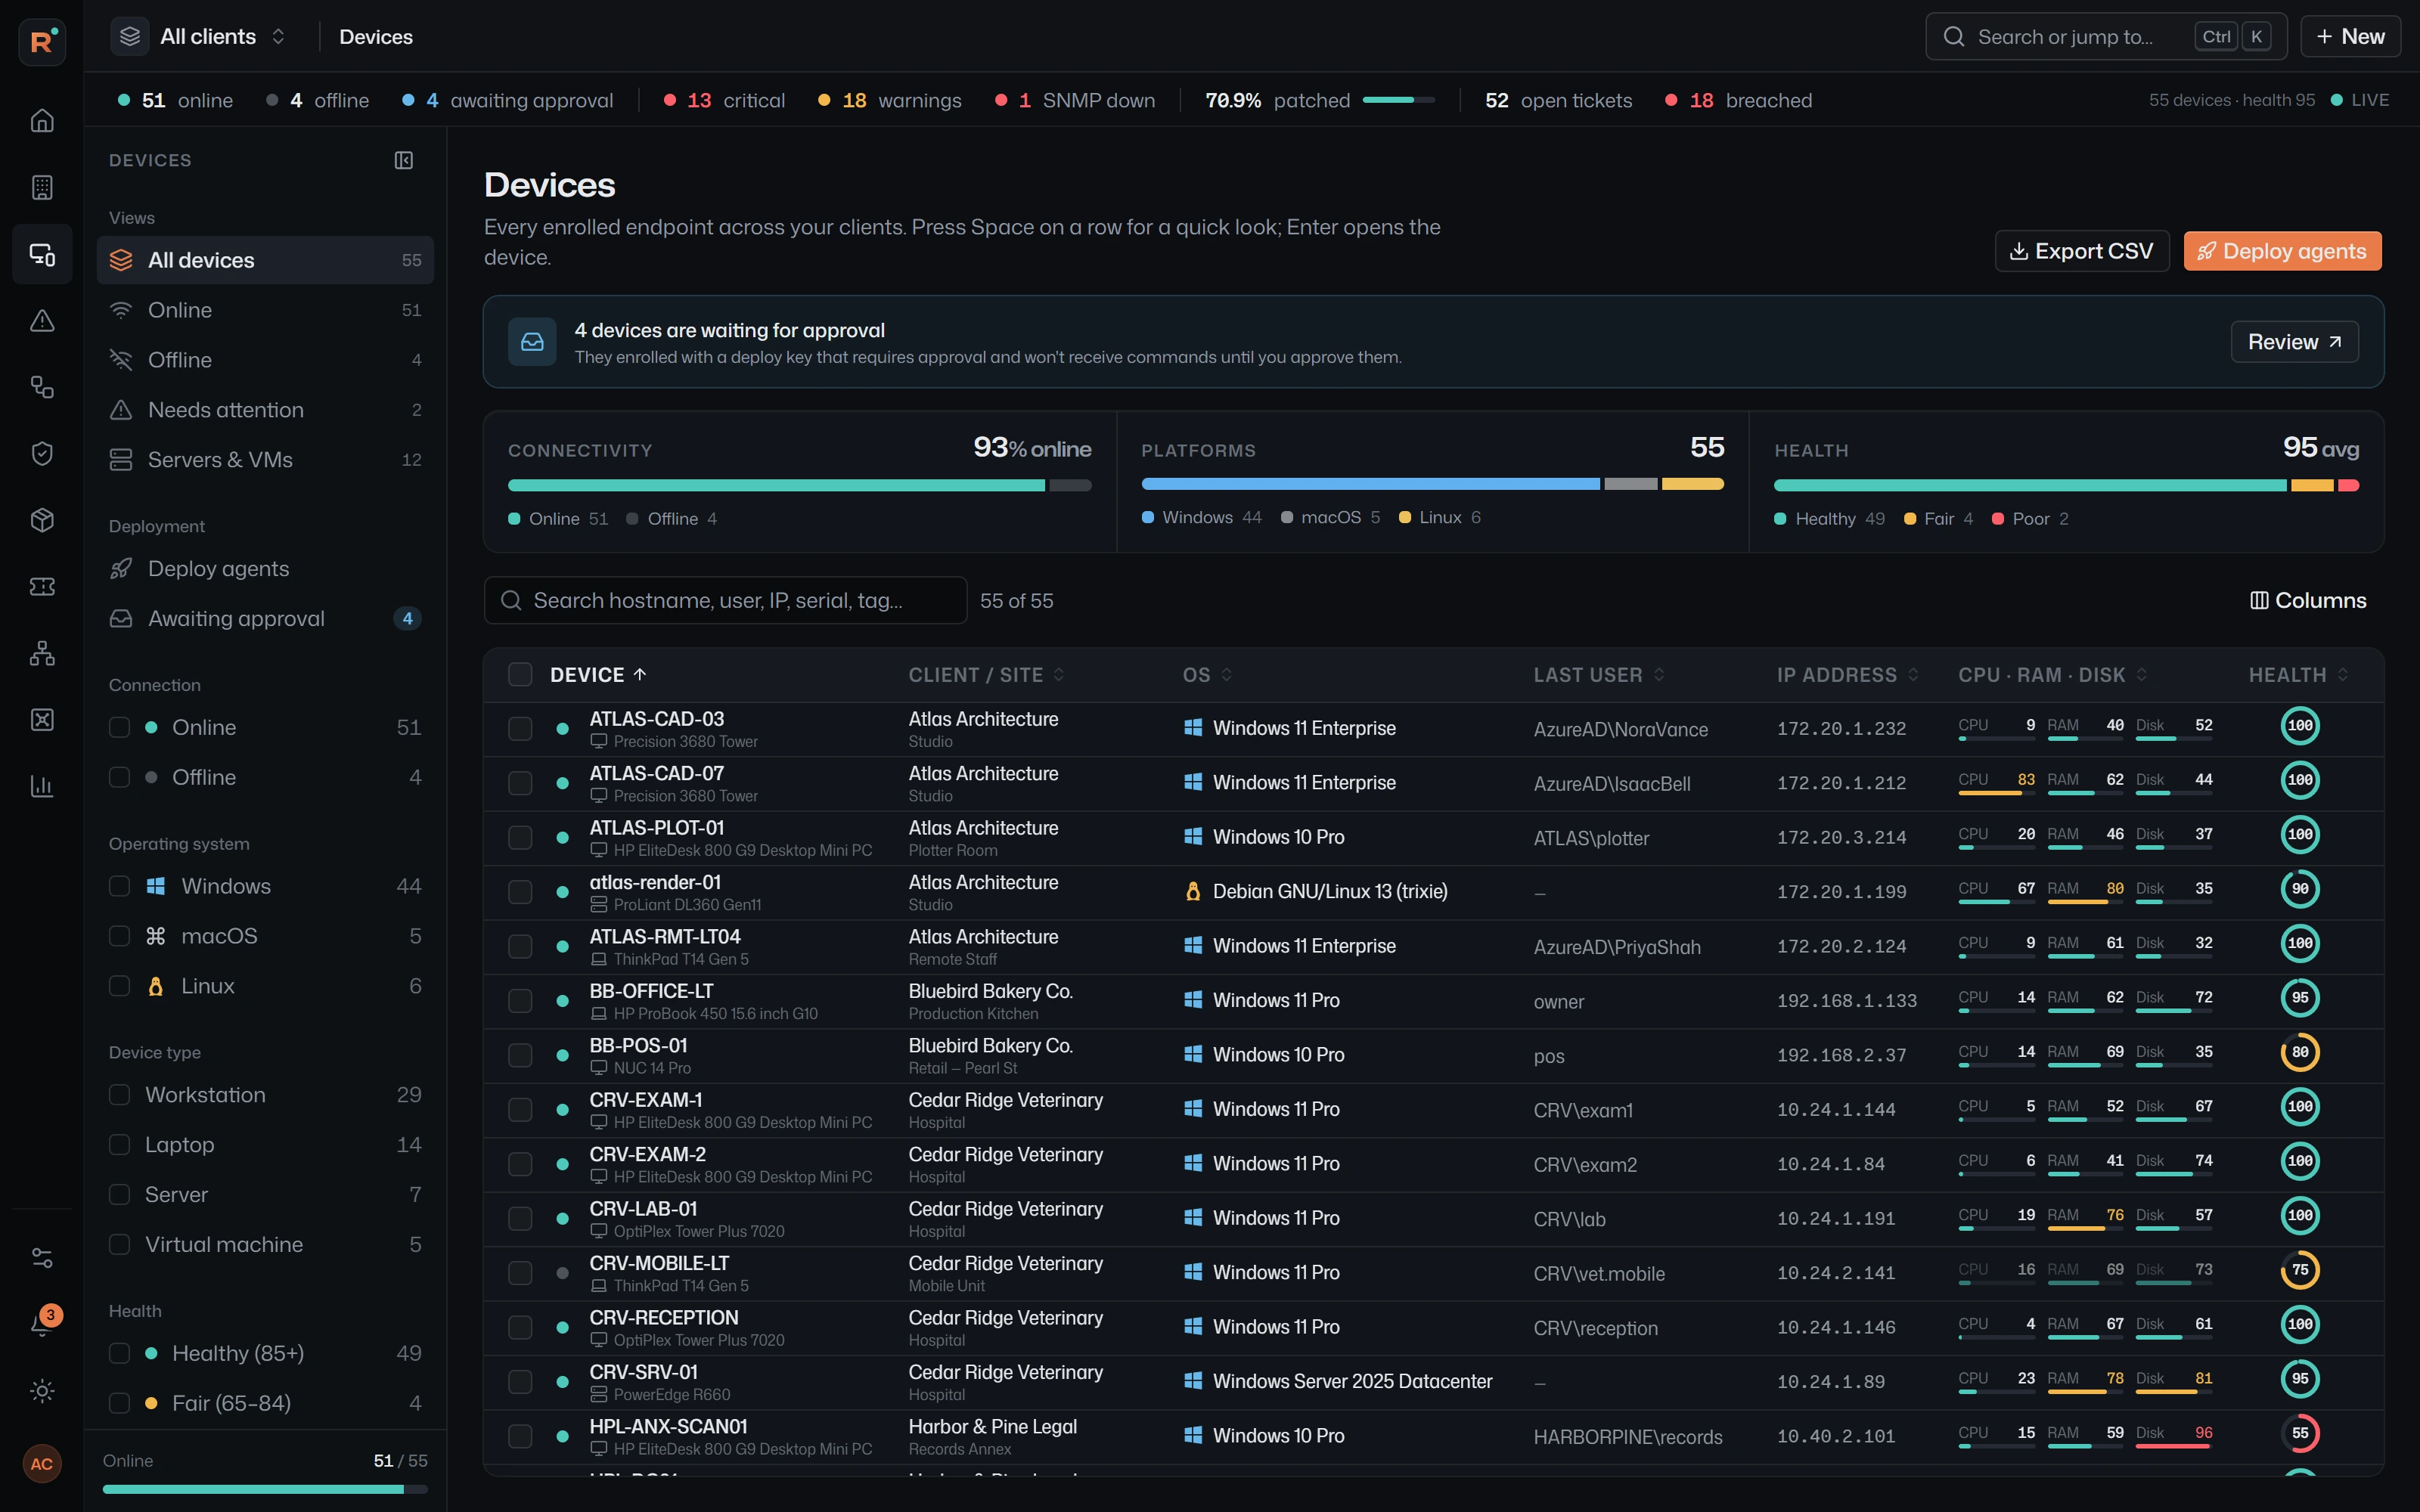 R
All clients
Devices
Search or jump to...
Ctrl K
+ New
51 online
4 offline
4 awaiting approval
13 critical
18 warnings
1 SNMP down
70.9% patched
52 open tickets
18 breached
55 devices · health 95
LIVE
DEVICES
Views
All devices 55
Online 51
Offline 4
Needs attention 2
Servers & VMs 12
Deployment
Deploy agents
Awaiting approval 4
Connection
Online 51
Offline 4
Operating system
Windows 44
macOS 5
Linux 6
Device type
Workstation 29
Laptop 14
Server 7
Virtual machine 5
Health
Healthy (85+) 49
Fair (65–84) 4
Online 51 / 55
3
AC
Devices
Every enrolled endpoint across your clients. Press Space on a row for a quick look; Enter opens the
device.
Export CSV
Deploy agents
4 devices are waiting for approval
They enrolled with a deploy key that requires approval and won't receive commands until you approve them.
Review
CONNECTIVITY 93% online
Online 51 Offline 4
PLATFORMS 55
Windows 44 macOS 5 Linux 6
HEALTH 95 avg
Healthy 49 Fair 4 Poor 2
Search hostname, user, IP, serial, tag...
55 of 55
Columns
DEVICE CLIENT / SITE OS LAST USER IP ADDRESS CPU · RAM · DISK HEALTH
ATLAS-CAD-03 Atlas Architecture Windows 11 Enterprise AzureAD\NoraVance 172.20.1.232 CPU 9 RAM 40 Disk 52 100
Precision 3680 Tower Studio
ATLAS-CAD-07 Atlas Architecture Windows 11 Enterprise AzureAD\IsaacBell 172.20.1.212 CPU 83 RAM 62 Disk 44 100
Precision 3680 Tower Studio
ATLAS-PLOT-01 Atlas Architecture Windows 10 Pro ATLAS\plotter 172.20.3.214 CPU 20 RAM 46 Disk 37 100
HP EliteDesk 800 G9 Desktop Mini PC Plotter Room
atlas-render-01 Atlas Architecture Debian GNU/Linux 13 (trixie) – 172.20.1.199 CPU 67 RAM 80 Disk 35 90
ProLiant DL360 Gen11 Studio
ATLAS-RMT-LT04 Atlas Architecture Windows 11 Enterprise AzureAD\PriyaShah 172.20.2.124 CPU 9 RAM 61 Disk 32 100
ThinkPad T14 Gen 5 Remote Staff
BB-OFFICE-LT Bluebird Bakery Co. Windows 11 Pro owner 192.168.1.133 CPU 14 RAM 62 Disk 72 95
HP ProBook 450 15.6 inch G10 Production Kitchen
BB-POS-01 Bluebird Bakery Co. Windows 10 Pro pos 192.168.2.37 CPU 14 RAM 69 Disk 35 80
NUC 14 Pro Retail – Pearl St
CRV-EXAM-1 Cedar Ridge Veterinary Windows 11 Pro CRV\exam1 10.24.1.144 CPU 5 RAM 52 Disk 67 100
HP EliteDesk 800 G9 Desktop Mini PC Hospital
CRV-EXAM-2 Cedar Ridge Veterinary Windows 11 Pro CRV\exam2 10.24.1.84 CPU 6 RAM 41 Disk 74 100
HP EliteDesk 800 G9 Desktop Mini PC Hospital
CRV-LAB-01 Cedar Ridge Veterinary Windows 11 Pro CRV\lab 10.24.1.191 CPU 19 RAM 76 Disk 57 100
OptiPlex Tower Plus 7020 Hospital
CRV-MOBILE-LT Cedar Ridge Veterinary Windows 11 Pro CRV\vet.mobile 10.24.2.141 CPU 16 RAM 69 Disk 73 75
ThinkPad T14 Gen 5 Mobile Unit
CRV-RECEPTION Cedar Ridge Veterinary Windows 11 Pro CRV\reception 10.24.1.146 CPU 4 RAM 67 Disk 61 100
OptiPlex Tower Plus 7020 Hospital
CRV-SRV-01 Cedar Ridge Veterinary Windows Server 2025 Datacenter – 10.24.1.89 CPU 23 RAM 78 Disk 81 95
PowerEdge R660 Hospital
HPL-ANX-SCAN01 Harbor & Pine Legal Windows 10 Pro HARBORPINE\records 10.40.2.101 CPU 15 RAM 59 Disk 96 55
HP EliteDesk 800 G9 Desktop Mini PC Records Annex